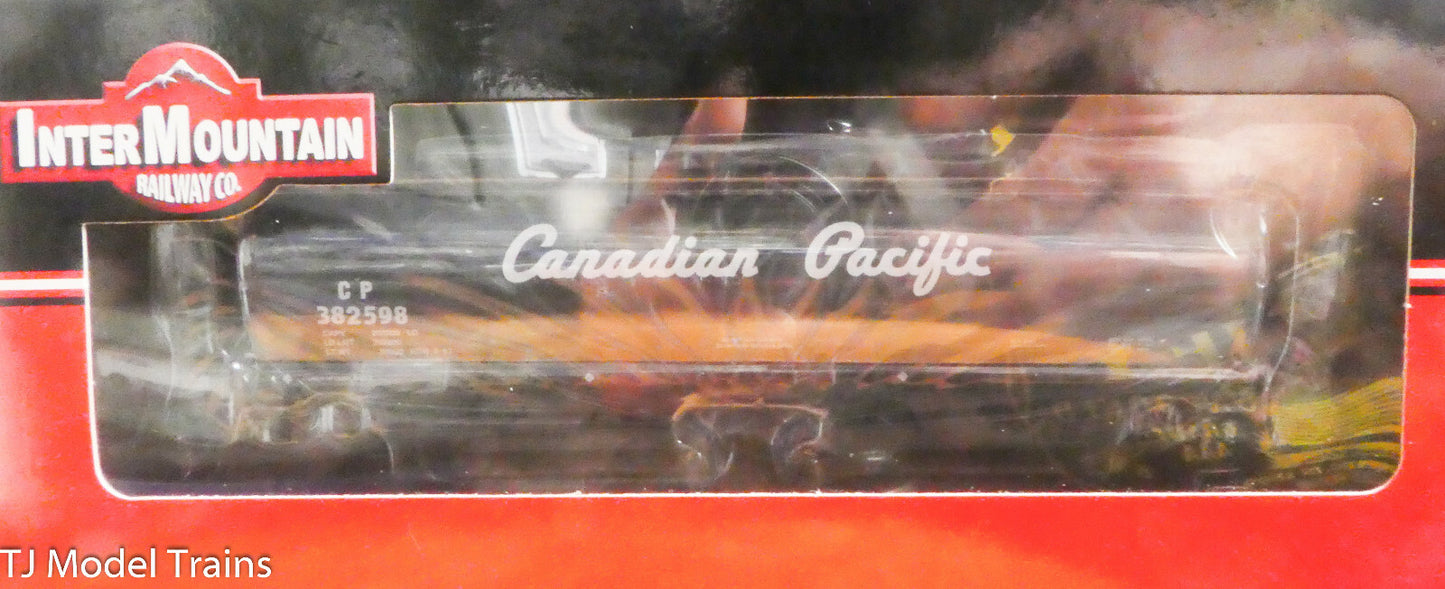 INTERMOUNTAIN
RAILWAY CO.
Canadian Pacific
CP
382598
TJ Model Trains